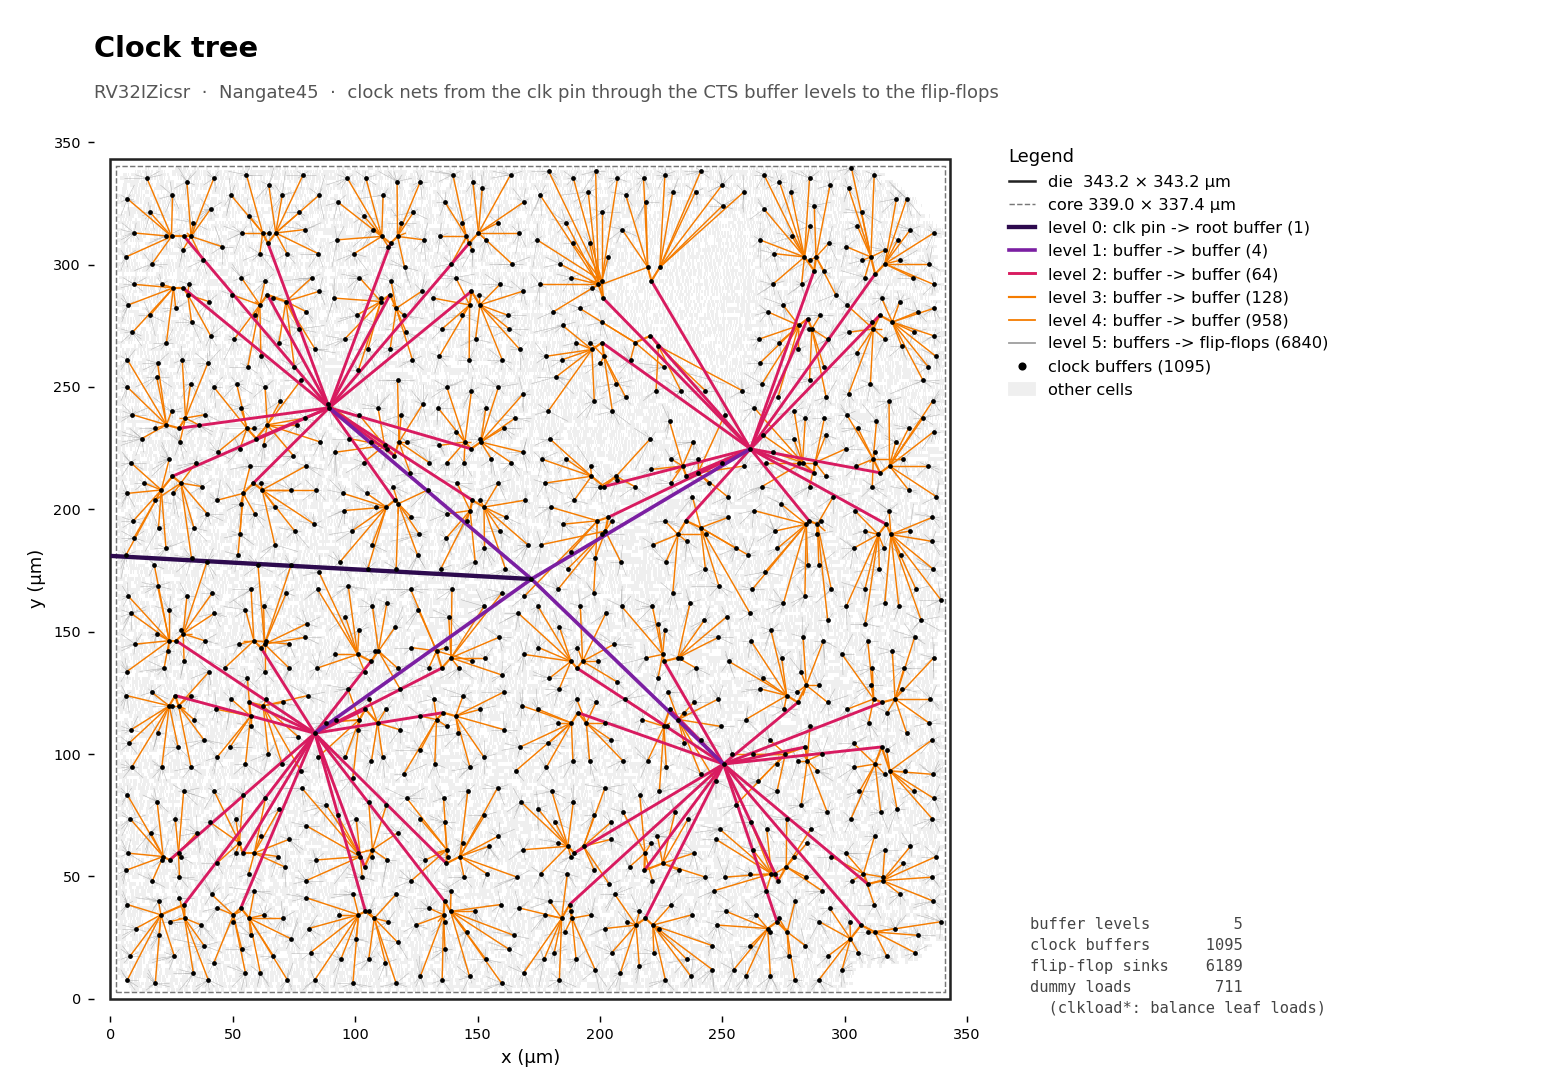 Clock tree
RV32IZicsr · Nangate45 · clock nets from the clk pin through the CTS buffer levels to the flip-flops
Legend
die 343.2 × 343.2 µm
core 339.0 × 337.4 µm
level 0: clk pin -> root buffer (1)
level 1: buffer -> buffer (4)
level 2: buffer -> buffer (64)
level 3: buffer -> buffer (128)
level 4: buffer -> buffer (958)
level 5: buffers -> flip-flops (6840)
clock buffers (1095)
other cells
350
300
250
200
150
100
50
0
y (µm)
0 50 100 150 200 250 300 350
x (µm)
buffer levels 5
clock buffers 1095
flip-flop sinks 6189
dummy loads 711
(clkload*: balance leaf loads)